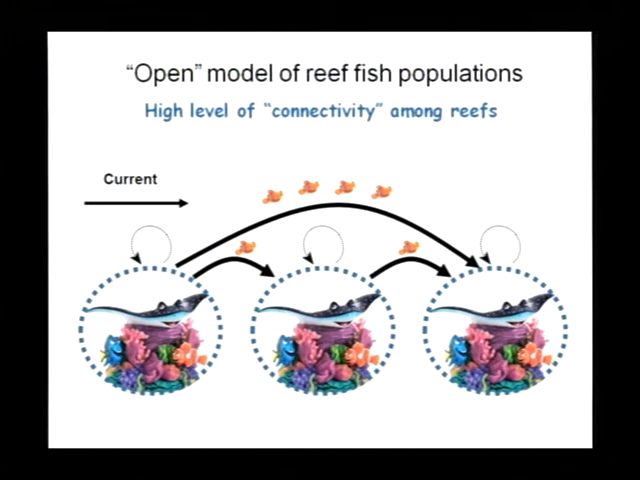 “Open” model of reef fish populations
High level of “connectivity” among reefs
Current